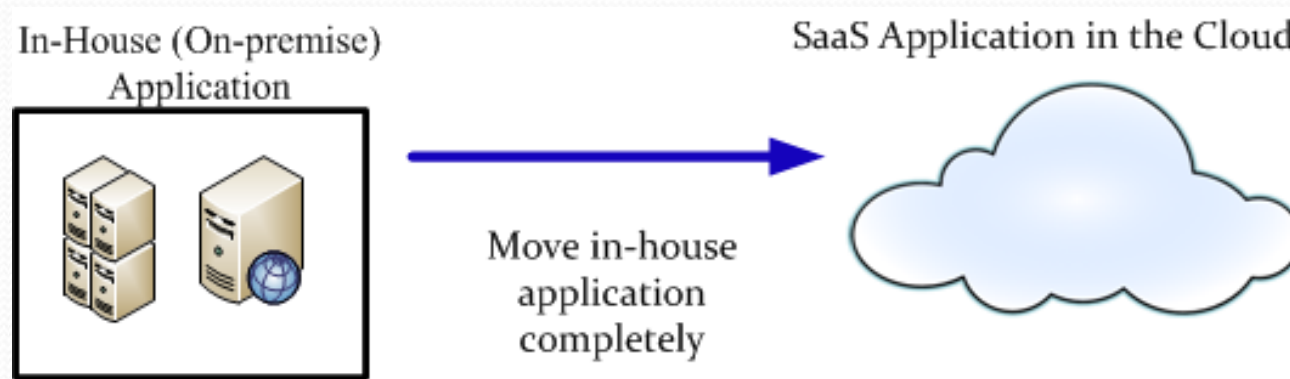 In-House (On-premise)
Application
SaaS Application in the Cloud
Move in-house
application
completely